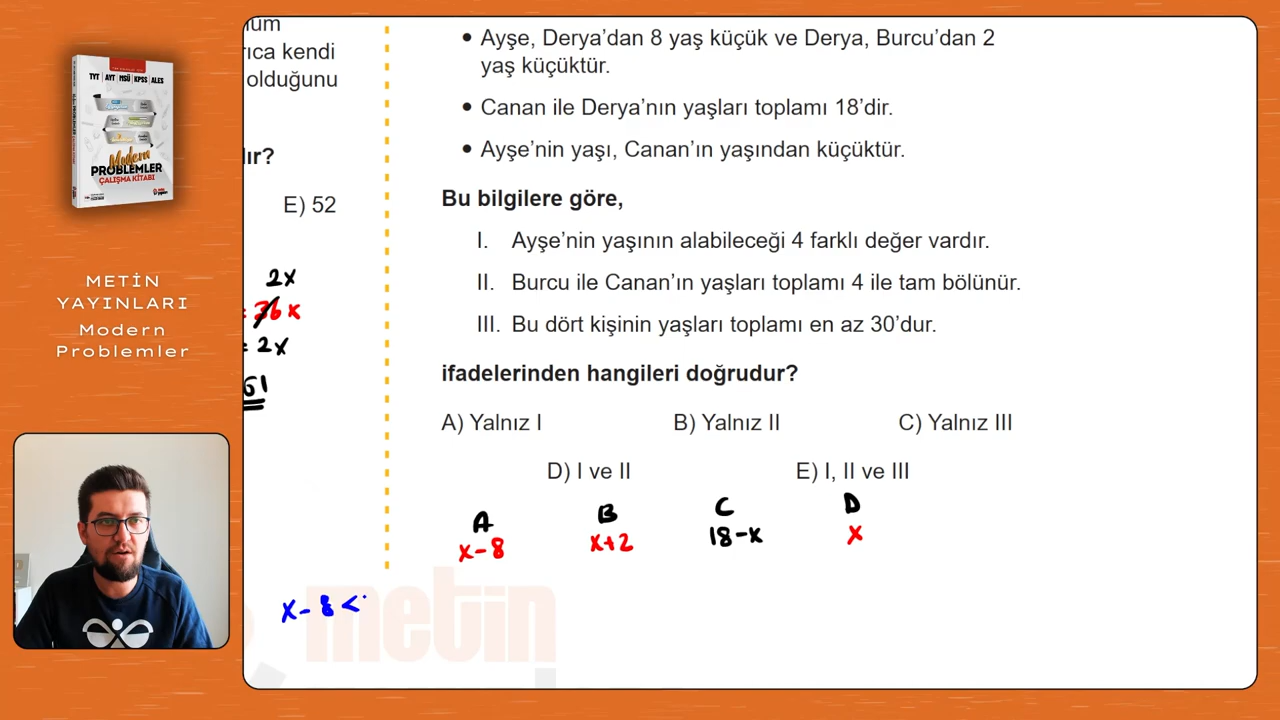 TYT AYT MSÜ KPSS ALES
Modern
PROBLEMLER
ÇALIŞMA KİTABI
METİN
YAYINLARI
Modern
Problemler
rıca kendi
olduğunu
ır?
E) 52
2x
36x
= 2x
61
• Ayşe, Derya’dan 8 yaş küçük ve Derya, Burcu’dan 2
yaş küçüktür.
• Canan ile Derya’nın yaşları toplamı 18’dir.
• Ayşe’nin yaşı, Canan’ın yaşından küçüktür.
Bu bilgilere göre,
I. Ayşe’nin yaşının alabileceği 4 farklı değer vardır.
II. Burcu ile Canan’ın yaşları toplamı 4 ile tam bölünür.
III. Bu dört kişinin yaşları toplamı en az 30’dur.
ifadelerinden hangileri doğrudur?
A) Yalnız I B) Yalnız II C) Yalnız III
D) I ve II E) I, II ve III
A B C D
x-8 x+2 18-x x
x-8<
metin